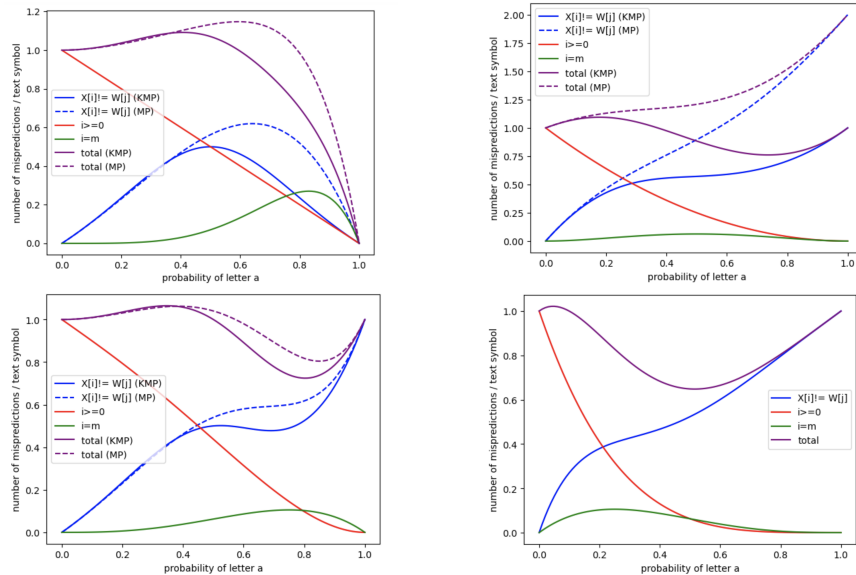 1.2
1.0
0.8
0.6
0.4
0.2
0.0
X[i]!= W[j] (KMP)
X[i]!= W[j] (MP)
i>=0
i=m
total (KMP)
total (MP)
0.0 0.2 0.4 0.6 0.8 1.0
probability of letter a
number of mispredictions / text symbol
2.00
1.75
1.50
1.25
1.00
0.75
0.50
0.25
0.00
X[i]!= W[j] (KMP)
X[i]!= W[j] (MP)
i>=0
i=m
total (KMP)
total (MP)
0.0 0.2 0.4 0.6 0.8 1.0
probability of letter a
number of mispredictions / text symbol
1.0
0.8
0.6
0.4
0.2
0.0
X[i]!= W[j] (KMP)
X[i]!= W[j] (MP)
i>=0
i=m
total (KMP)
total (MP)
0.0 0.2 0.4 0.6 0.8 1.0
probability of letter a
number of mispredictions / text symbol
1.0
0.8
0.6
0.4
0.2
0.0
X[i]!= W[j]
i>=0
i=m
total
0.0 0.2 0.4 0.6 0.8 1.0
probability of letter a
number of mispredictions / text symbol